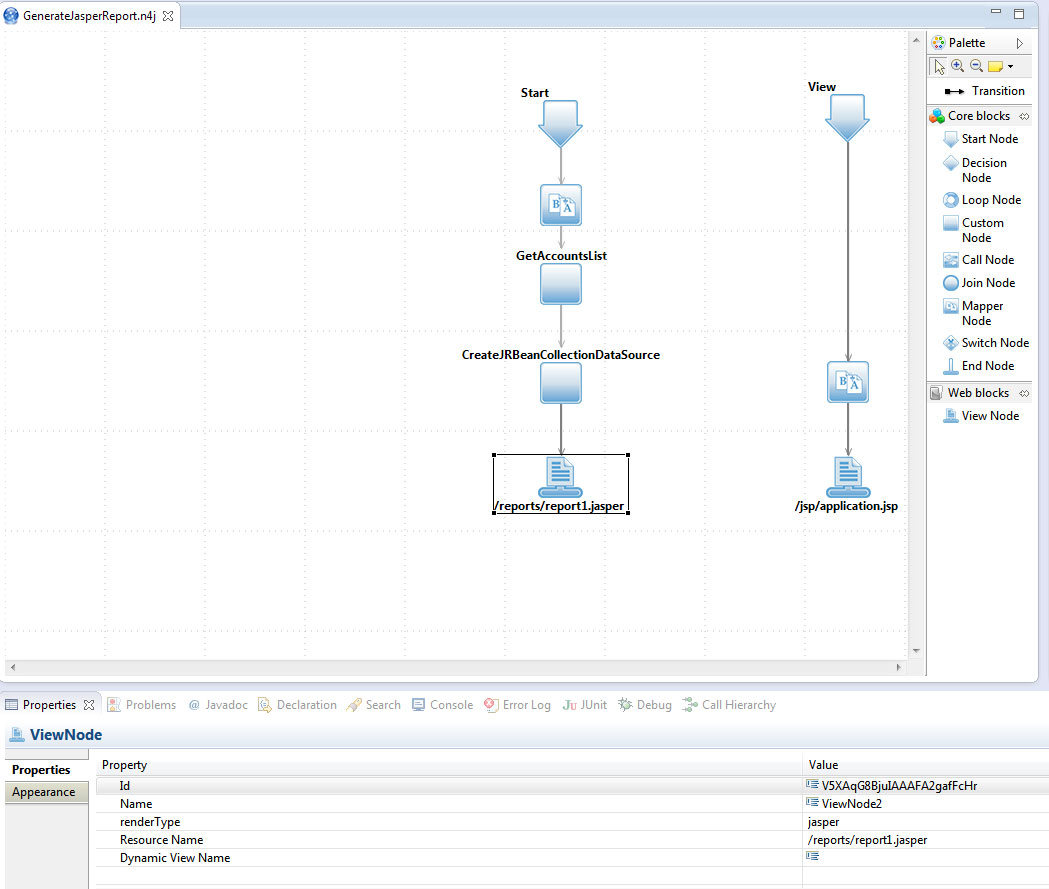 GenerateJasperReport.n4j
Start
View
B A
GetAccountsList
CreateJRBeanCollectionDataSource
B A
/reports/report1.jasper
/jsp/application.jsp
Palette
Transition
Core blocks
Start Node
Decision
Node
Loop Node
Custom
Node
Call Node
Join Node
Mapper
Node
Switch Node
End Node
Web blocks
View Node
Properties Problems @ Javadoc Declaration Search Console Error Log Ju JUnit Debug Call Hierarchy
ViewNode
Properties
Appearance
Property Value
Id V5XAqG8BjuIAAAFA2gafFcHr
Name ViewNode2
renderType jasper
Resource Name /reports/report1.jasper
Dynamic View Name